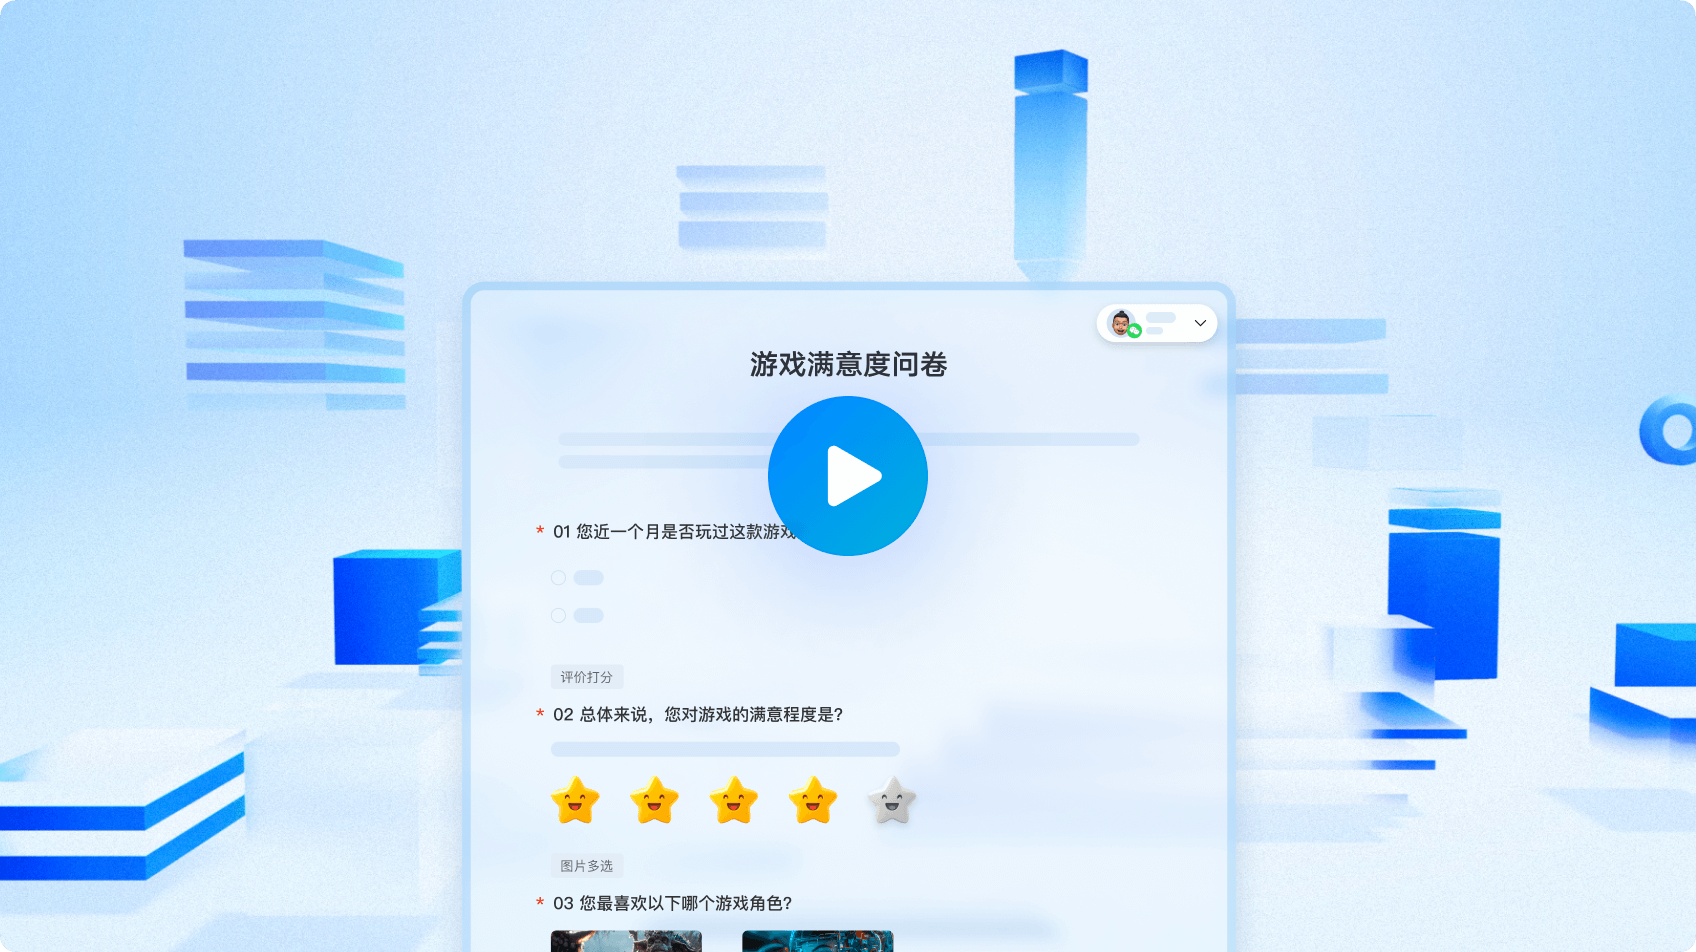 游戏满意度问卷
* 01 您近一个月是否玩过这款游戏
评价打分
* 02 总体来说，您对游戏的满意程度是?
图片多选
* 03 您最喜欢以下哪个游戏角色?